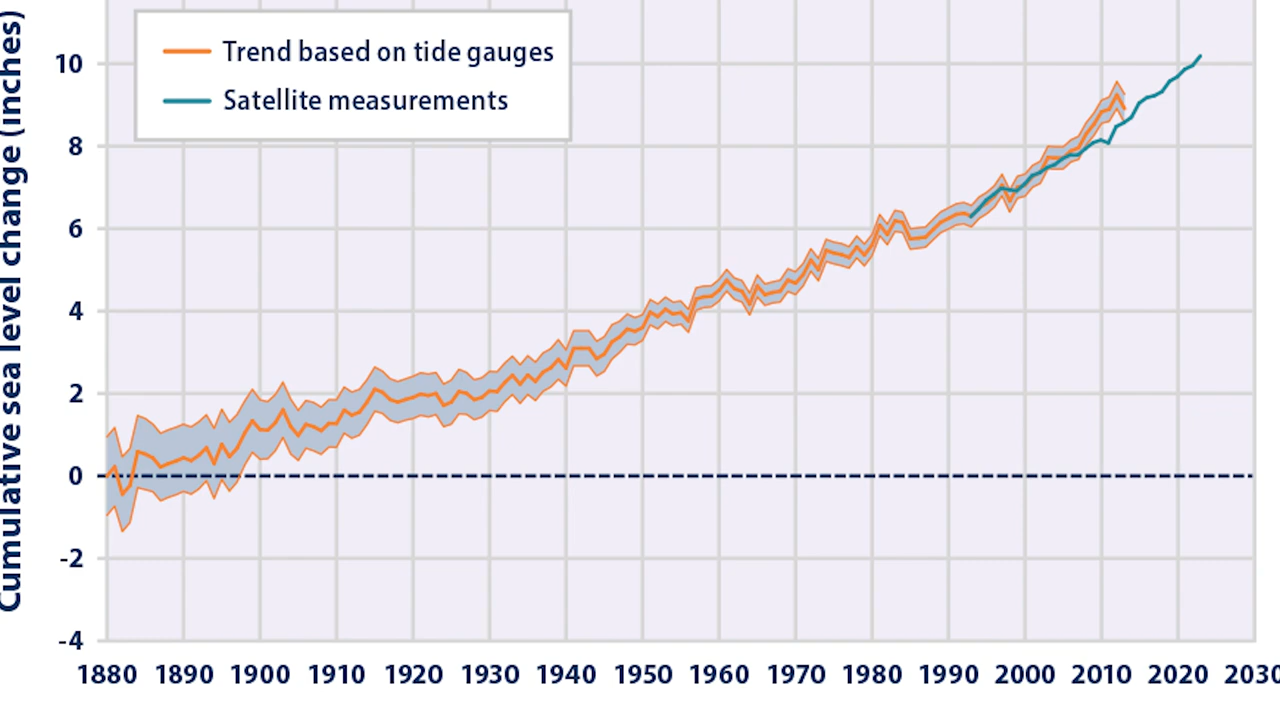 Cumulative sea level change (inches)
Trend based on tide gauges
Satellite measurements
10
8
6
4
2
0
-2
-4
1880 1890 1900 1910 1920 1930 1940 1950 1960 1970 1980 1990 2000 2010 2020 2030